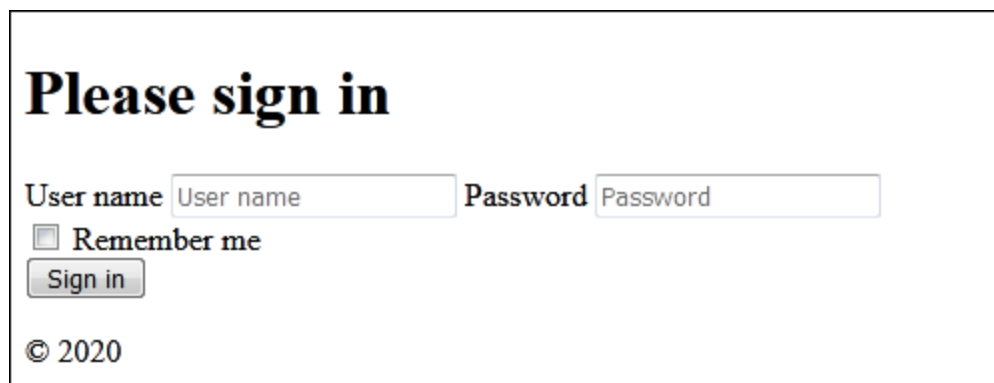 Please sign in
User name User name Password Password
Remember me
Sign in
© 2020